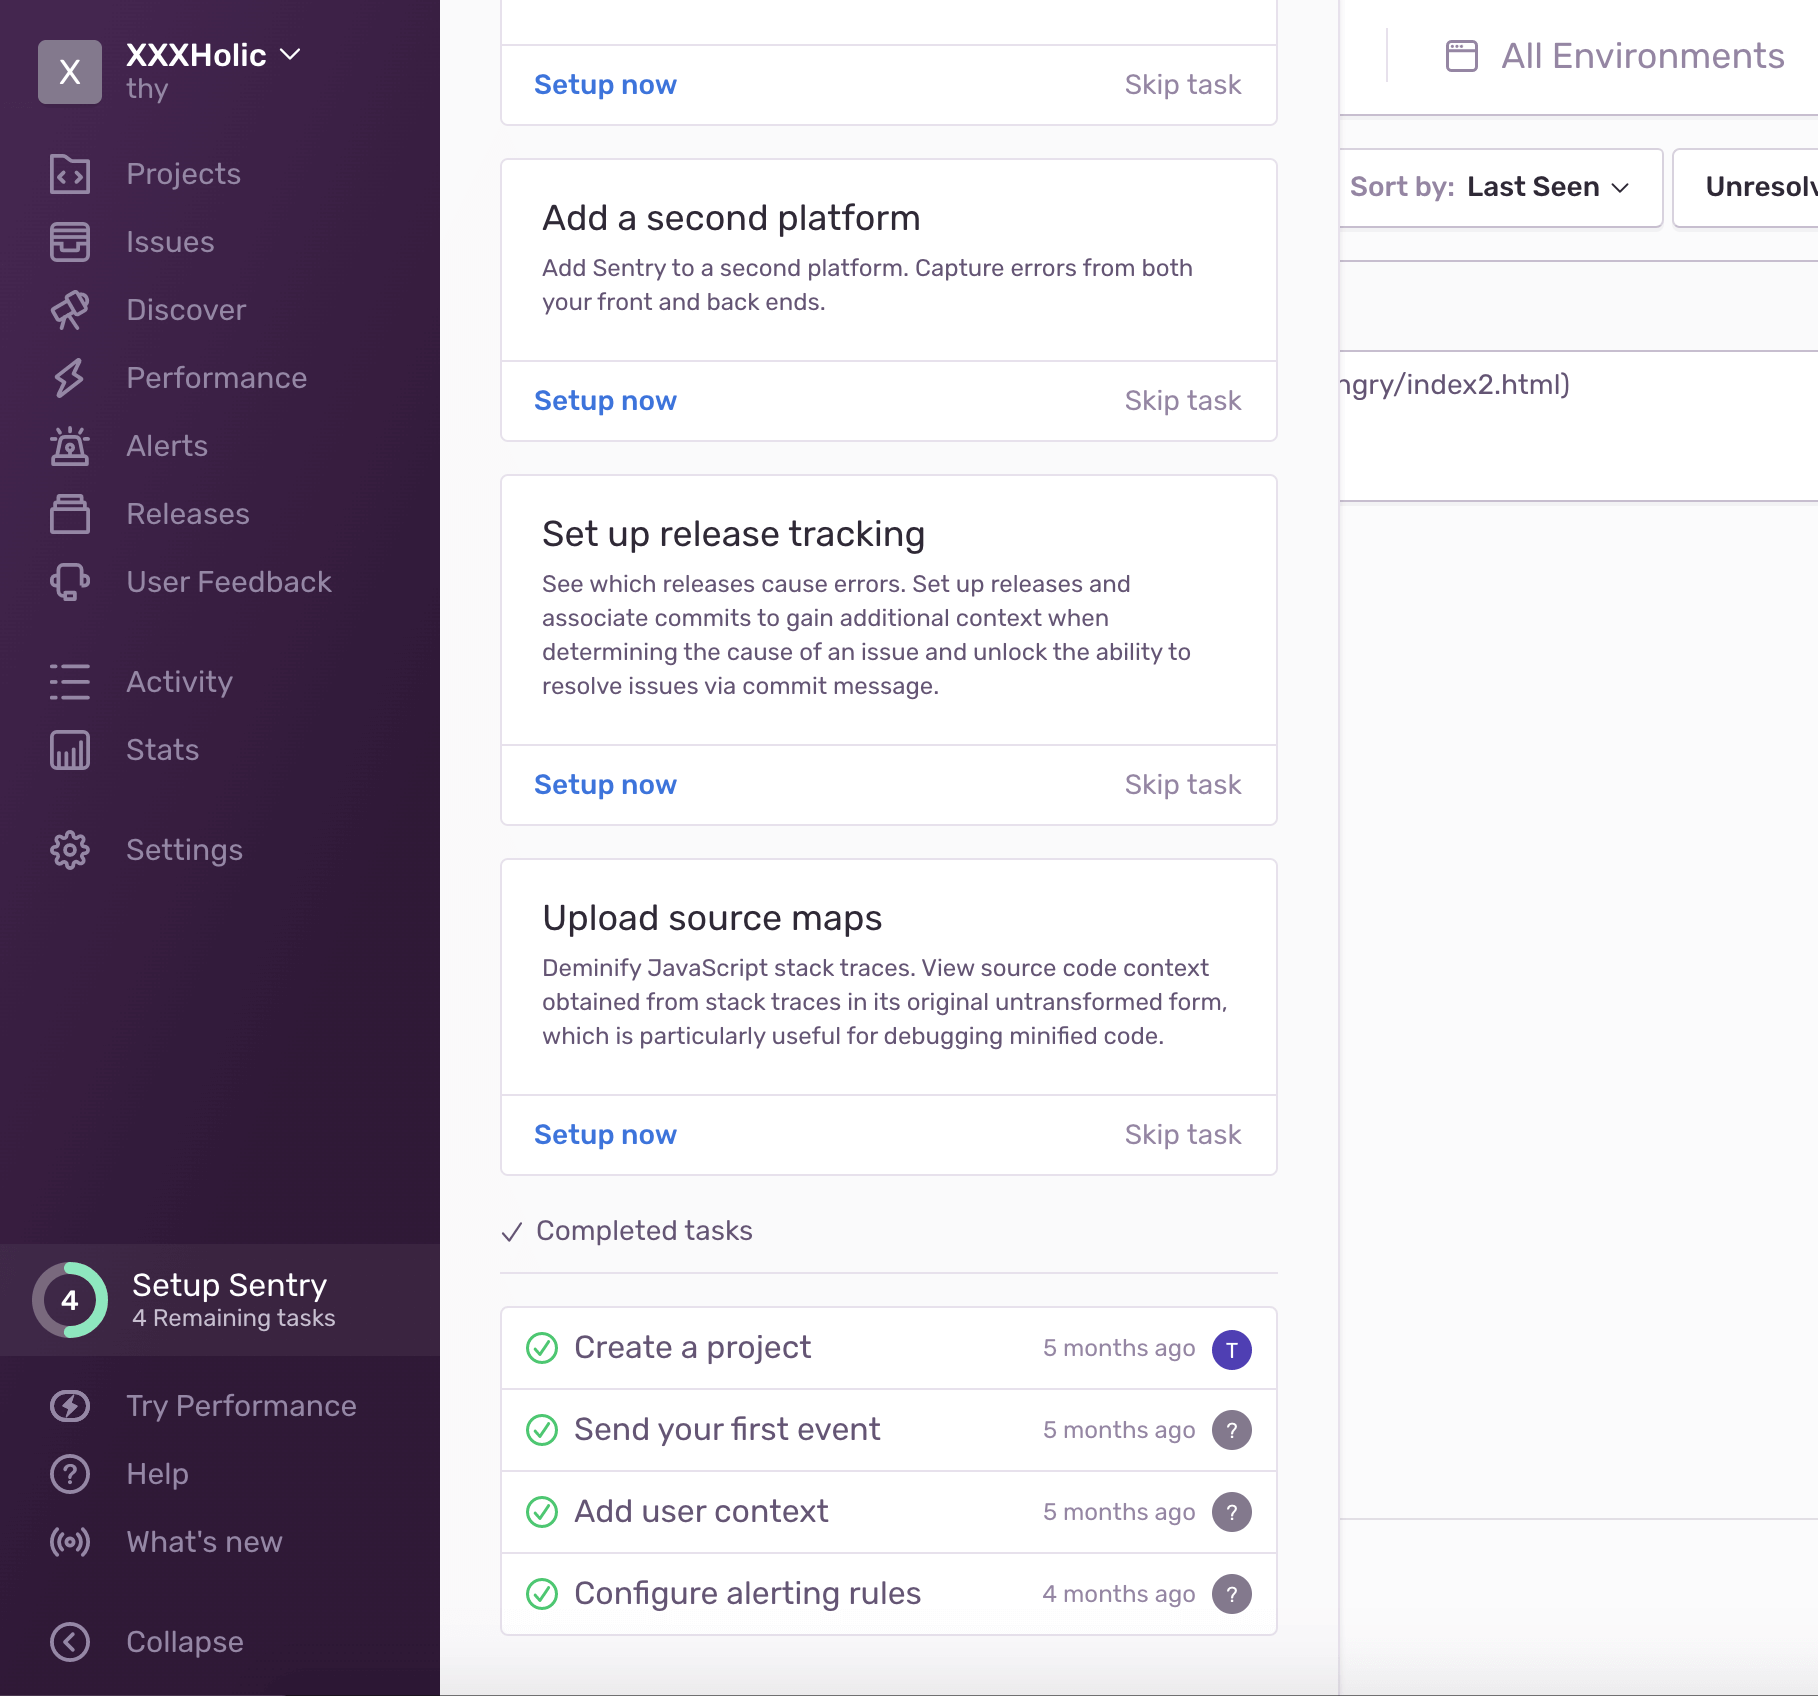 X
XXXHolic
thy
Projects
Issues
Discover
Performance
Alerts
Releases
User Feedback
Activity
Stats
Settings
4
Setup Sentry
4 Remaining tasks
Try Performance
Help
What's new
Collapse
Setup now
Skip task
Add a second platform
Add Sentry to a second platform. Capture errors from both
your front and back ends.
Setup now
Skip task
Set up release tracking
See which releases cause errors. Set up releases and
associate commits to gain additional context when
determining the cause of an issue and unlock the ability to
resolve issues via commit message.
Setup now
Skip task
Upload source maps
Deminify JavaScript stack traces. View source code context
obtained from stack traces in its original untransformed form,
which is particularly useful for debugging minified code.
Setup now
Skip task
Completed tasks
Create a project
5 months ago
T
Send your first event
5 months ago
?
Add user context
5 months ago
?
Configure alerting rules
4 months ago
?
All Environments
Sort by: Last Seen
Unresolv
ngry/index2.html)